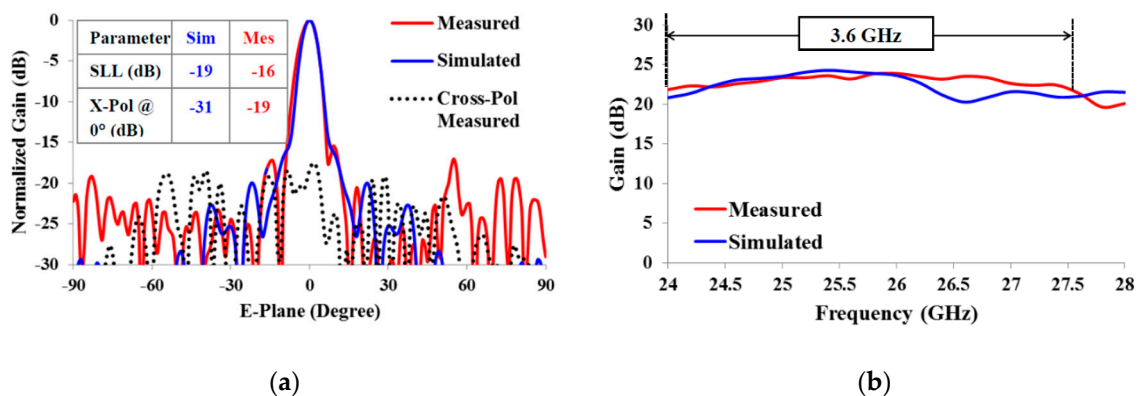 Normalized Gain (dB)
0
-5
-10
-15
-20
-25
-30
Parameter Sim Mes
SLL (dB) -19 -16
X-Pol @ 0° (dB) -31 -19
Measured
Simulated
Cross-Pol
Measured
-90 -60 -30 0 30 60 90
E-Plane (Degree)
(a)
Gain (dB)
30
25
20
15
25
5
0
3.6 GHz
Measured
Simulated
24 24.5 25 25.5 26 26.5 27 27.5 28
Frequency (GHz)
(b)